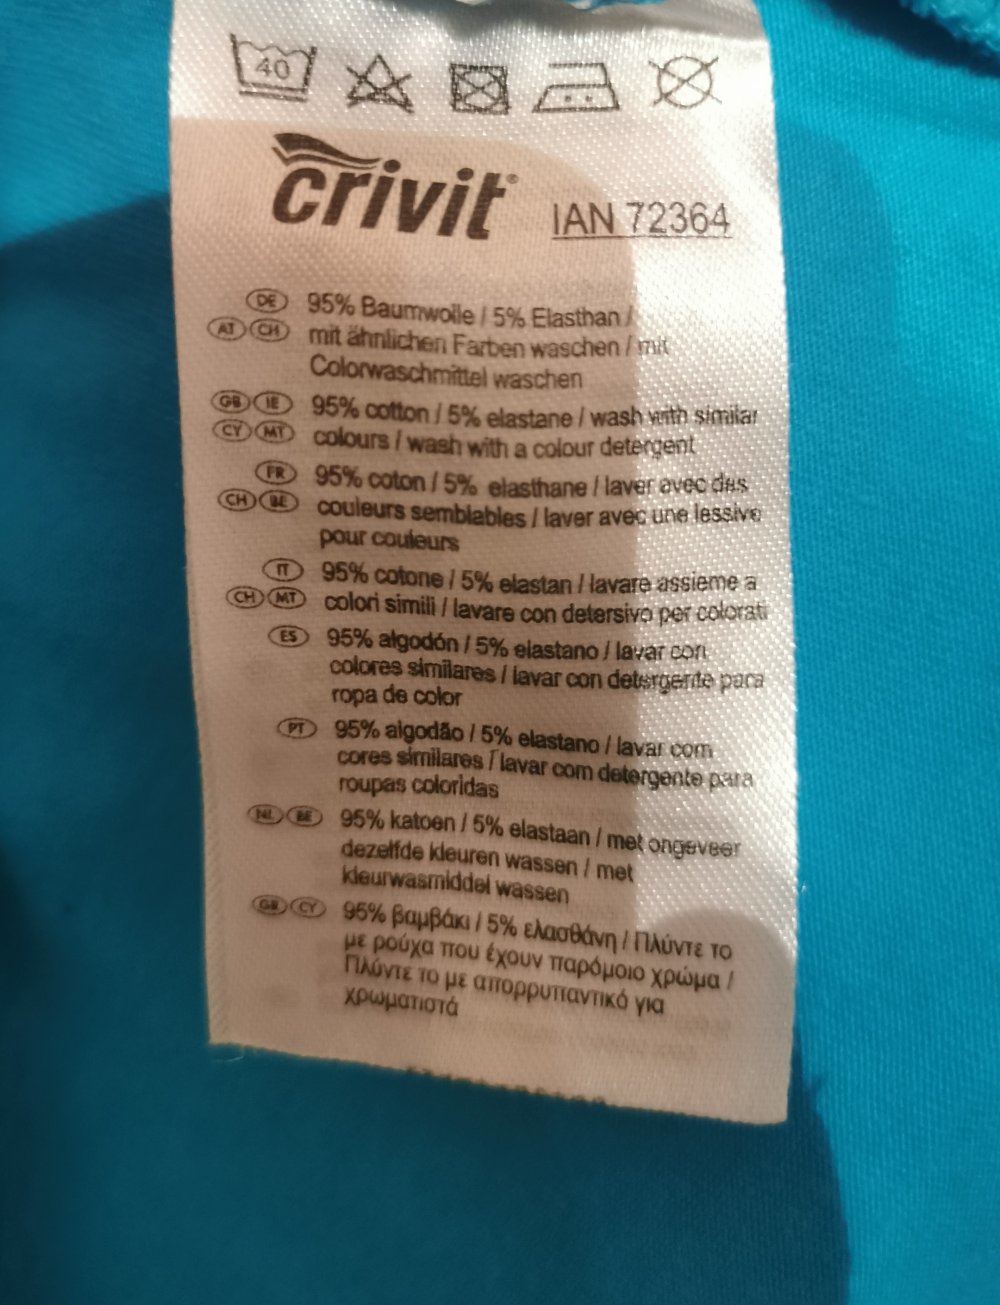 40
crivit® IAN 72364
DE 95% Baumwolle / 5% Elasthan /
AT CH mit ähnlichen Farben waschen / mit
Colorwaschmittel waschen
GB IE 95% cotton / 5% elastane / wash with similar
CY MT colours / wash with a colour detergent
FR 95% coton / 5% elasthane / laver avec des
CH BE couleurs semblables / laver avec une lessive
pour couleurs
IT 95% cotone / 5% elastan / lavare assieme a
CH MT colori simili / lavare con detersivo per colorati
ES 95% algodón / 5% elastano / lavar con
colores similares / lavar con detergente para
ropa de color
PT 95% algodão / 5% elastano / lavar com
cores similares / lavar com detergente para
roupas coloridas
NL BE 95% katoen / 5% elastaan / met ongeveer
dezelfde kleuren wassen / met
kleurwasmiddel wassen
GB CY 95% βαμβάκι / 5% ελασθάνη / Πλύντε το
με ρούχα που έχουν παρόμοιο χρώμα /
Πλύντε το με απορρυπαντικό για
χρωματιστά